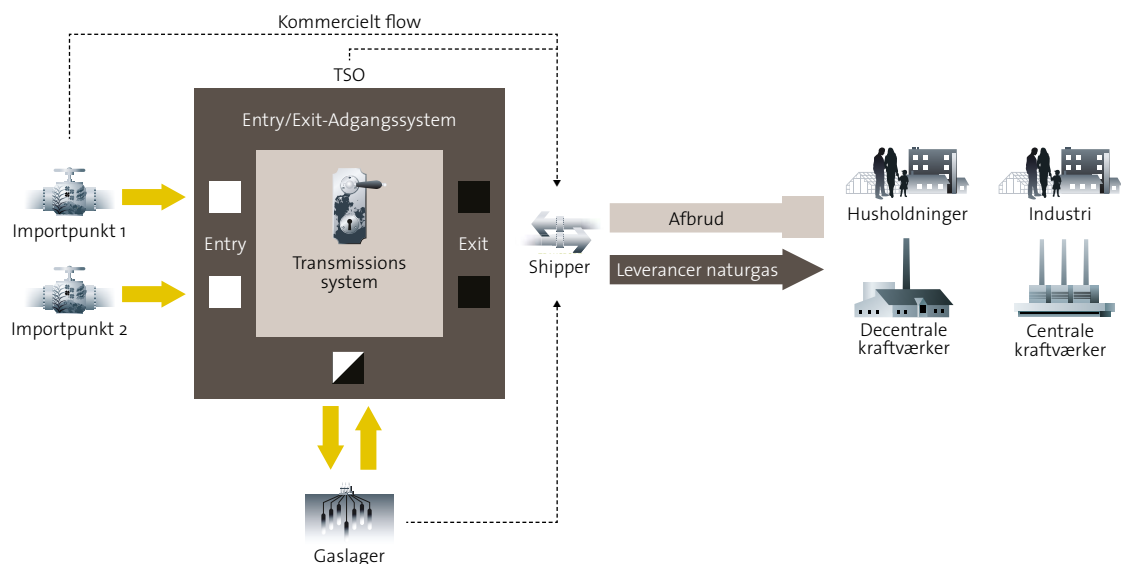 Kommercielt flow
TSO
Entry/Exit-Adgangssystem
Importpunkt 1
Importpunkt 2
Entry
Transmissions
system
Exit
Shipper
Afbrud
Leverancer naturgas
Husholdninger
Industri
Decentrale
kraftværker
Centrale
kraftværker
Gaslager